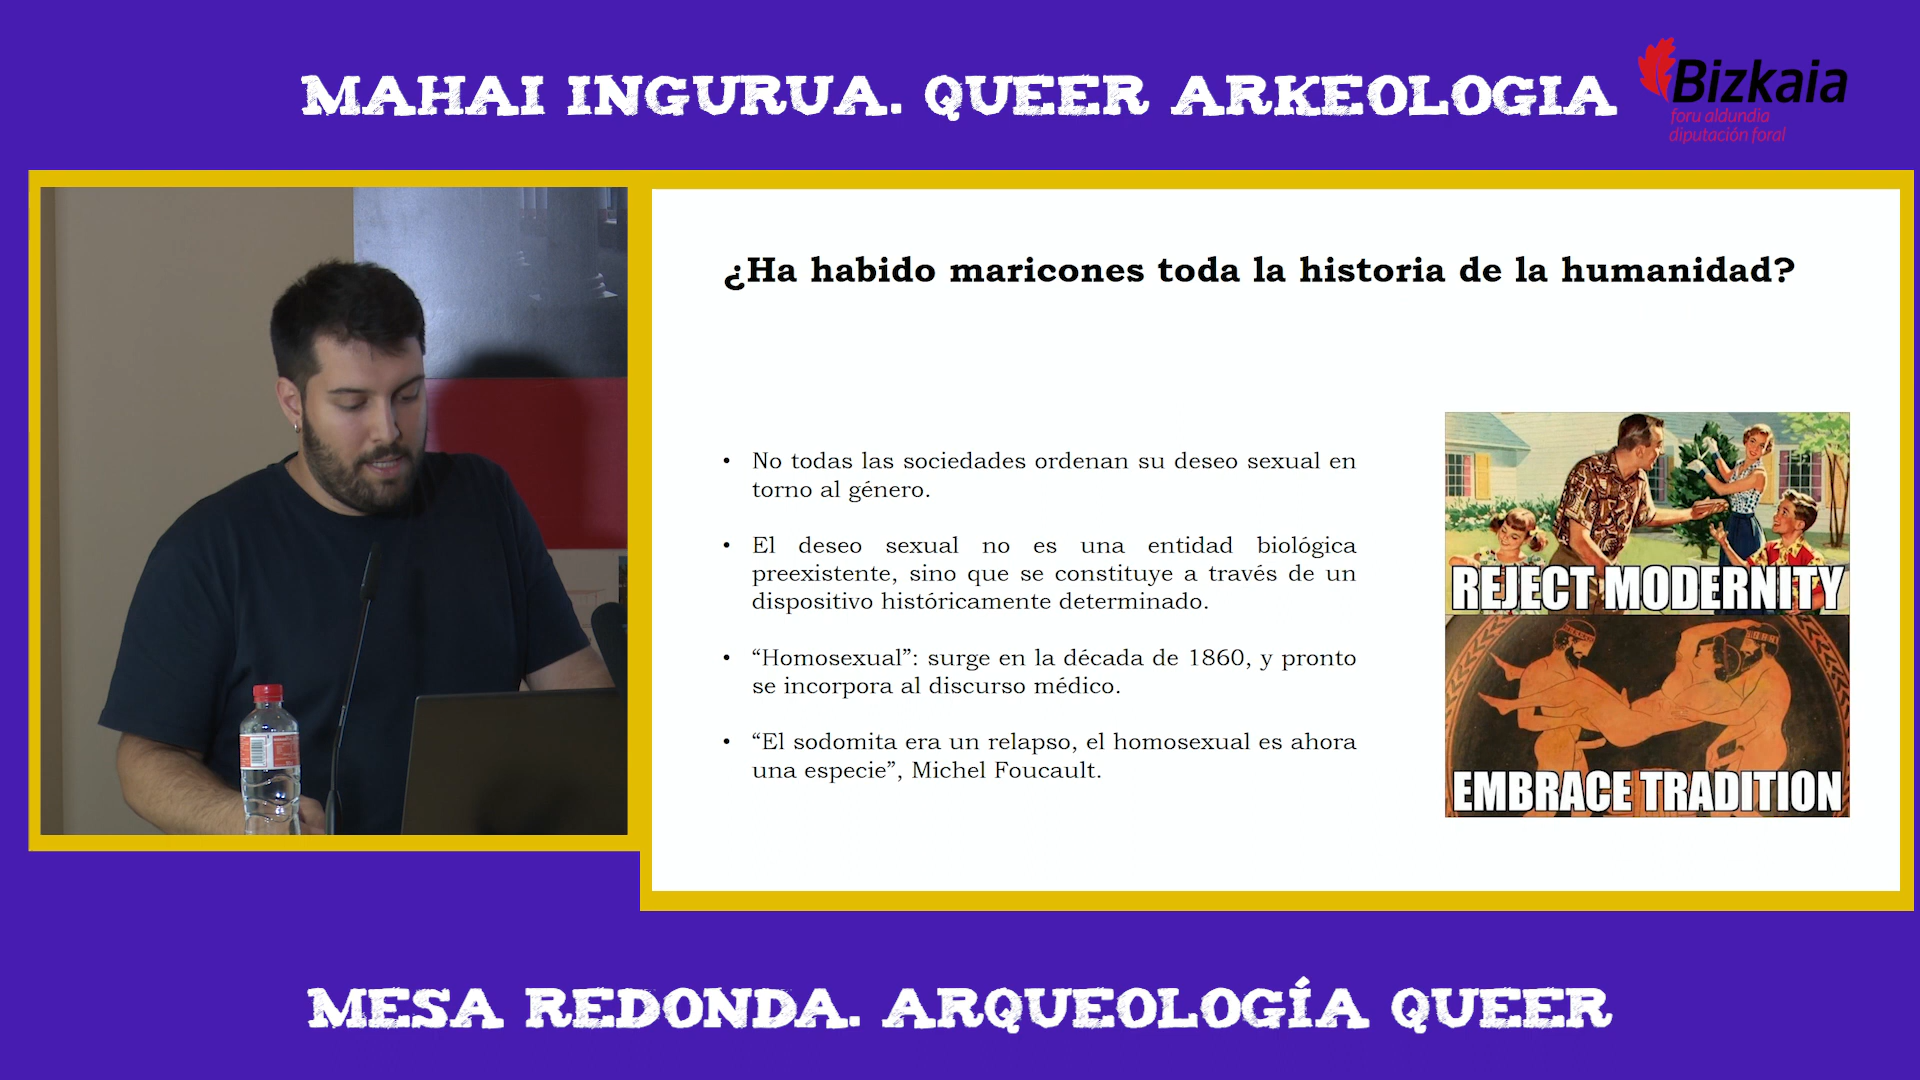 MAHAI INGURUA. QUEER ARKEOLOGIA
Bizkaia
foru aldundia
diputación foral
¿Ha habido maricones toda la historia de la humanidad?
• No todas las sociedades ordenan su deseo sexual en
torno al género.
• El deseo sexual no es una entidad biológica
preexistente, sino que se constituye a través de un
dispositivo históricamente determinado.
• “Homosexual”: surge en la década de 1860, y pronto
se incorpora al discurso médico.
• “El sodomita era un relapso, el homosexual es ahora
una especie”, Michel Foucault.
REJECT MODERNITY
EMBRACE TRADITION
MESA REDONDA. ARQUEOLOGÍA QUEER